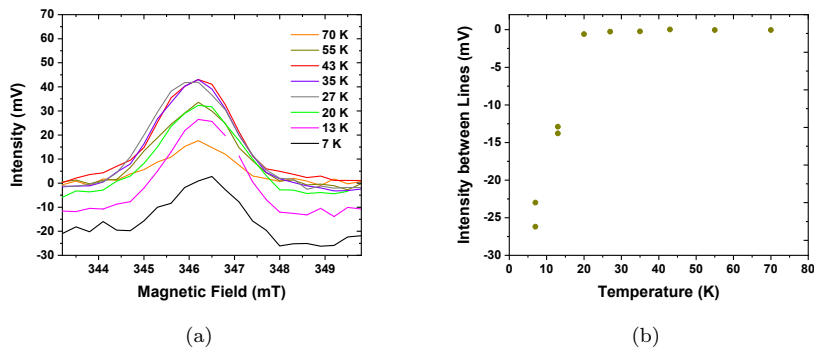 70
60
50
40
30
20
10
0
-10
-20
-30
344 345 346 347 348 349
Intensity (mV)
Magnetic Field (mT)
70 K
55 K
43 K
35 K
27 K
20 K
13 K
7 K
(a)
0
-5
-10
-15
-20
-25
-30
0 10 20 30 40 50 60 70 80
Intensity between Lines (mV)
Temperature (K)
(b)